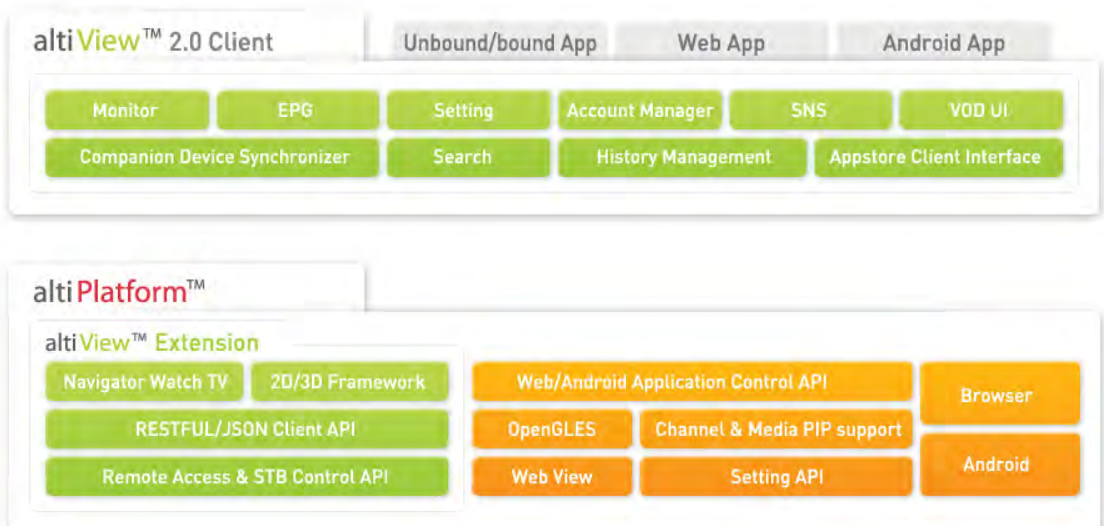 altiView™ 2.0 Client
Unbound/bound App
Web App
Android App
Monitor
EPG
Setting
Account Manager
SNS
VOD UI
Companion Device Synchronizer
Search
History Management
Appstore Client Interface
altiPlatform™
altiView™ Extension
Navigator Watch TV
2D/3D Framework
Web/Android Application Control API
Browser
RESTFUL/JSON Client API
OpenGLES
Channel & Media PIP support
Remote Access & STB Control API
Web View
Setting API
Android